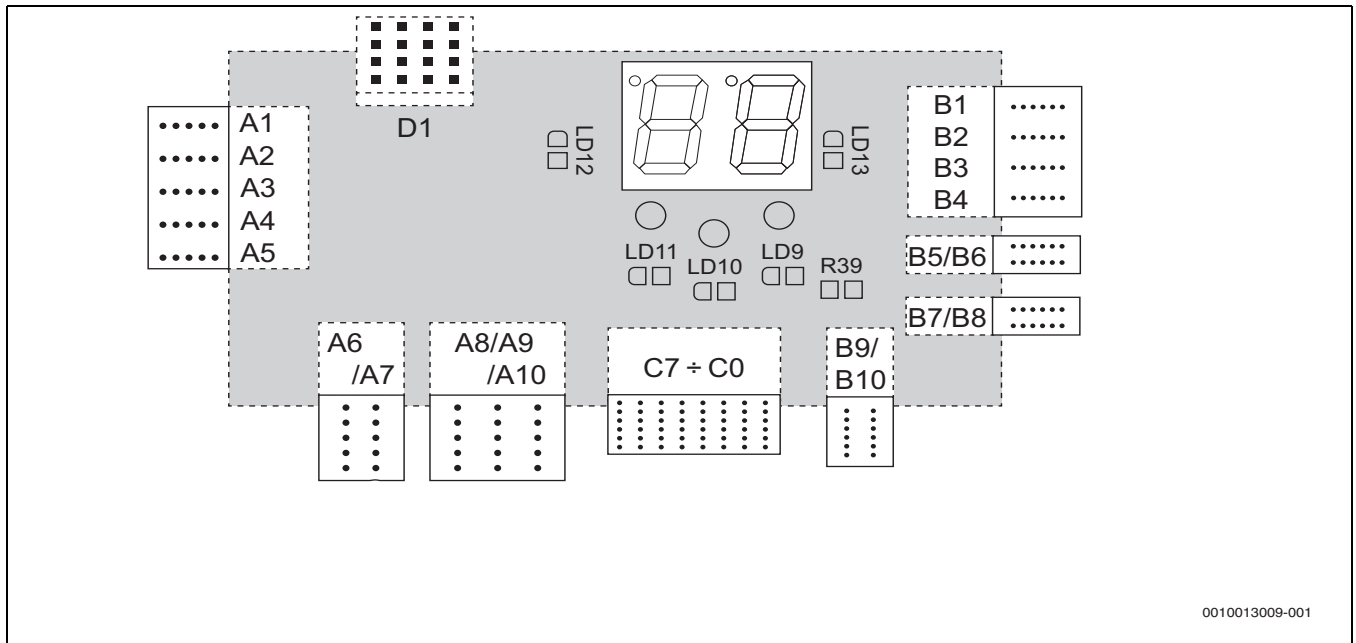 D1
A1
A2
A3
A4
A5
LD12
LD13
B1
B2
B3
B4
B5/B6
B7/B8
LD11
LD10
LD9
R39
A6
/A7
A8/A9
/A10
C7 ÷ C0
B9/
B10
0010013009-001